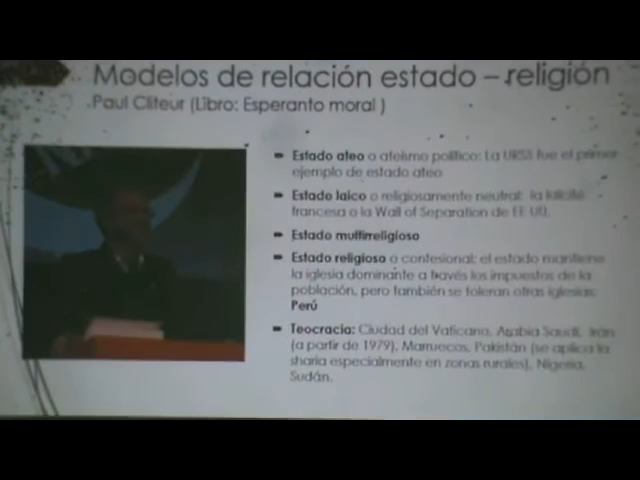 Modelos de relación estado – religión
Paul Cliteur (Libro: Esperanto moral )
Estado ateo o ateísmo político: La URSS fue el primer
ejemplo de estado ateo
Estado laico o religiosamente neutral: la laicité
francesa o la Wall of Separation de EE UU.
Estado multirreligioso
Estado religioso o confesional: el estado mantiene
la iglesia dominante a través los impuestos de la
población, pero también se toleran otras iglesias:
Perú
Teocracia: Ciudad del Vaticano, Arabia Saudí, Irán
(a partir de 1979), Marruecos, Pakistán (se aplica la
sharia especialmente en zonas rurales), Nigeria,
Sudán.